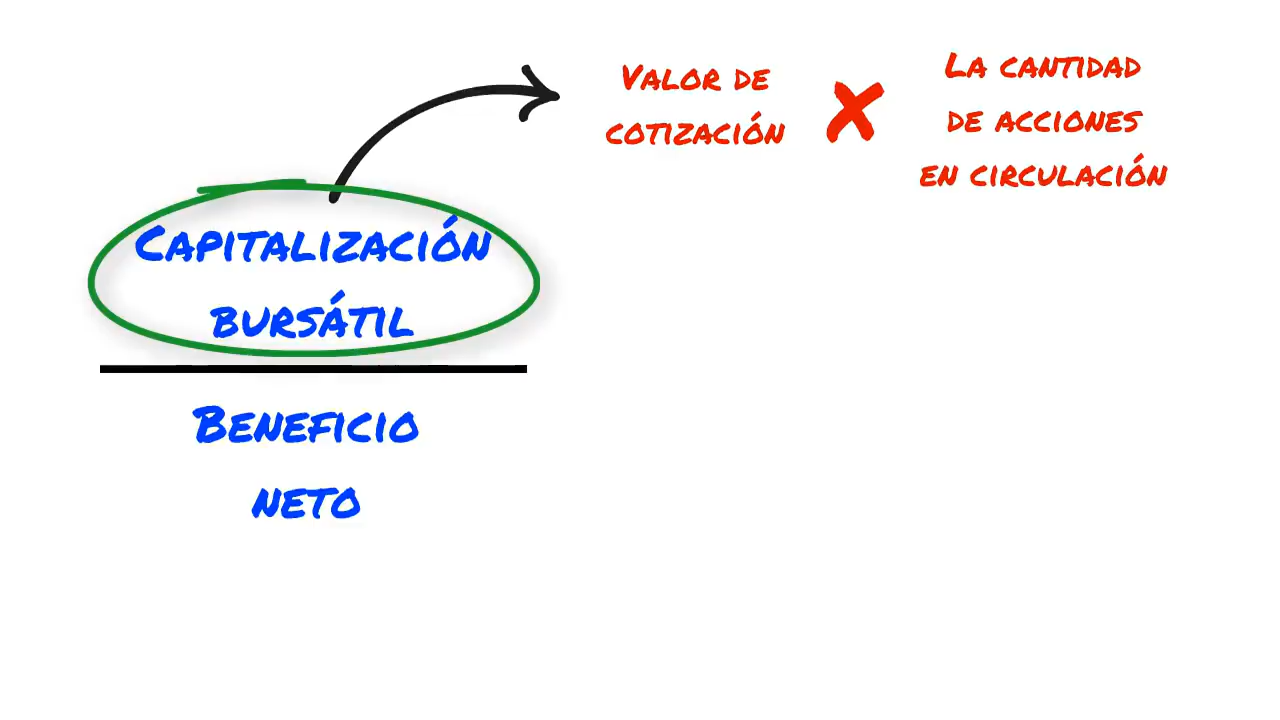 Valor de
cotización
X
La cantidad
de acciones
en circulación
Capitalización
bursátil
Beneficio
neto